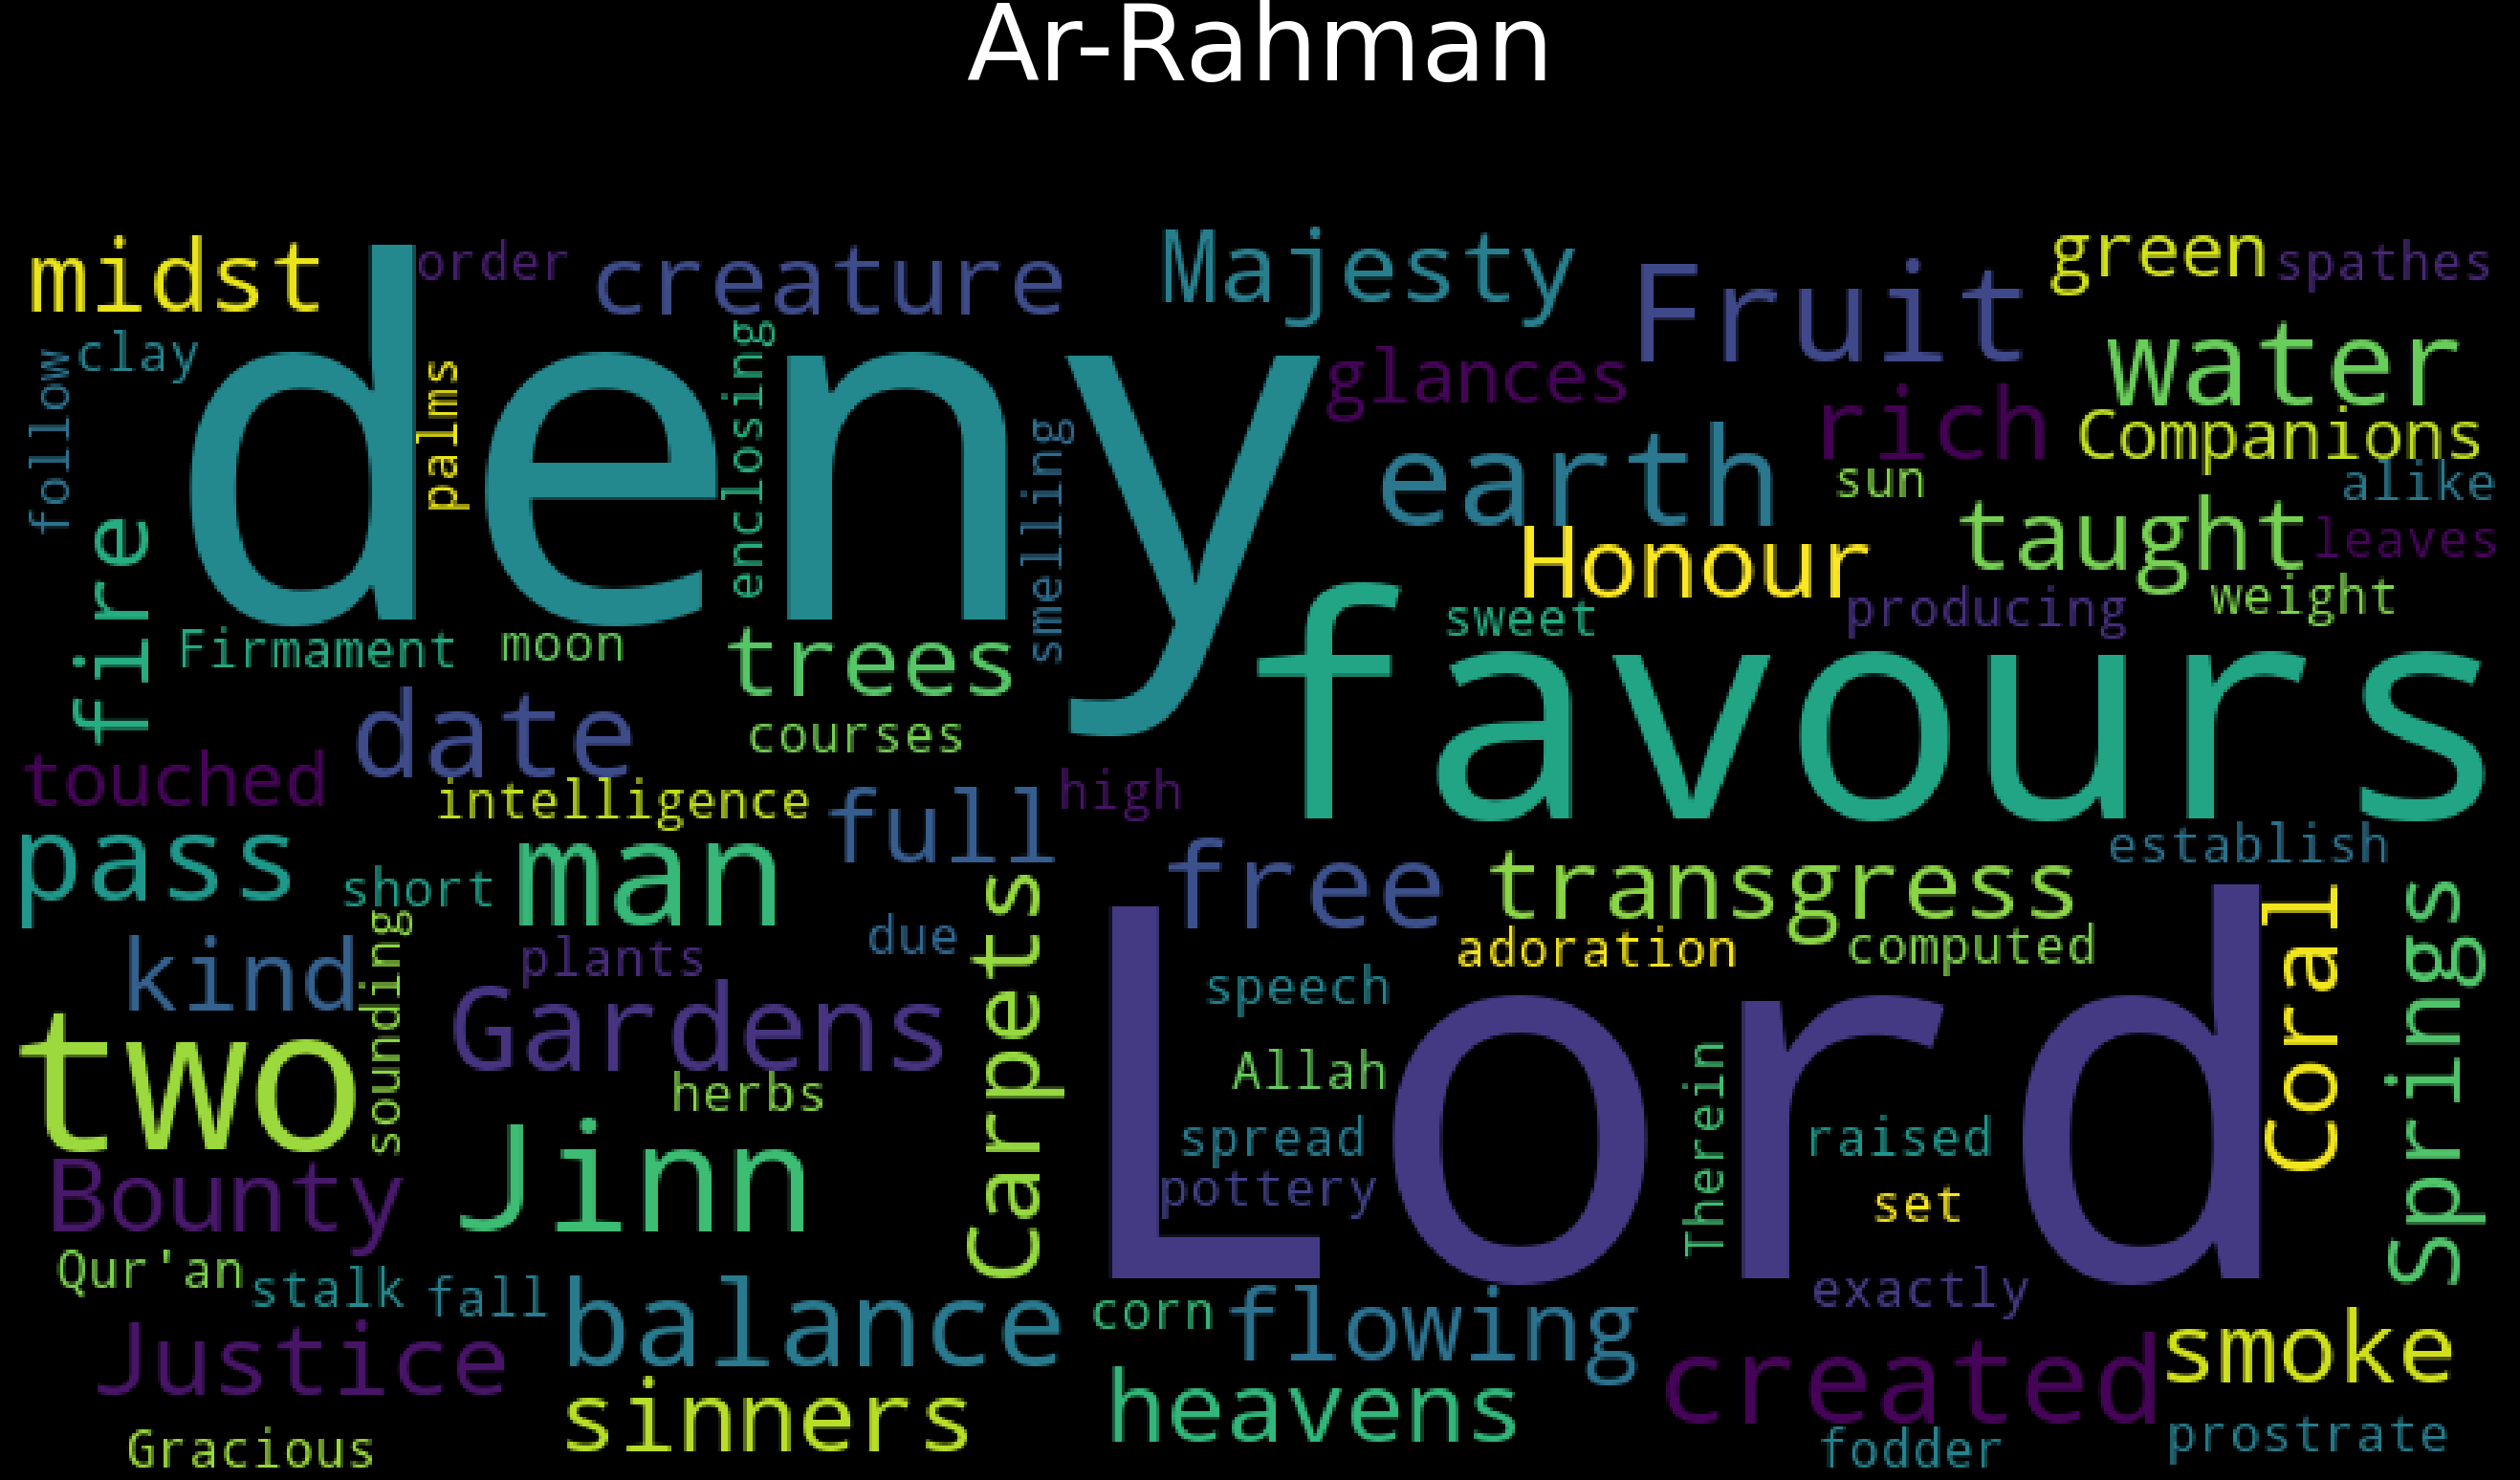 Ar-Rahman
midst
order
creature
Majesty
green
spathes
Fruit
deny
clay
follow
palms
enclosing
glances
water
rich
Companions
smelling
earth
sun
alike
taught
leaves
fire
Honour
weight
producing
sweet
Firmament
moon
trees
favours
date
courses
touched
intelligence
full
high
pass
short
man
free
transgress
establish
kind
sounding
plants
due
Carpets
adoration
computed
Coral
Springs
two
Gardens
speech
Lord
herbs
Allah
Jinn
spread
Therein
raised
Bounty
pottery
set
Qur'an
stalk
fall
balance
corn
flowing
exactly
Justice
sinners
heavens
created
smoke
Gracious
fodder
prostrate